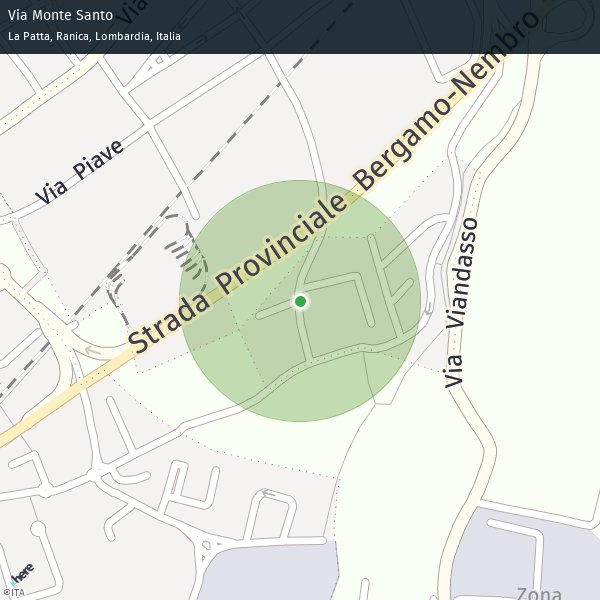 Via Monte Santo
La Patta, Ranica, Lombardia, Italia
Via
Via Piave
Strada Provinciale Bergamo-Nembro
Via Viandasso
here
©ITA
Zona